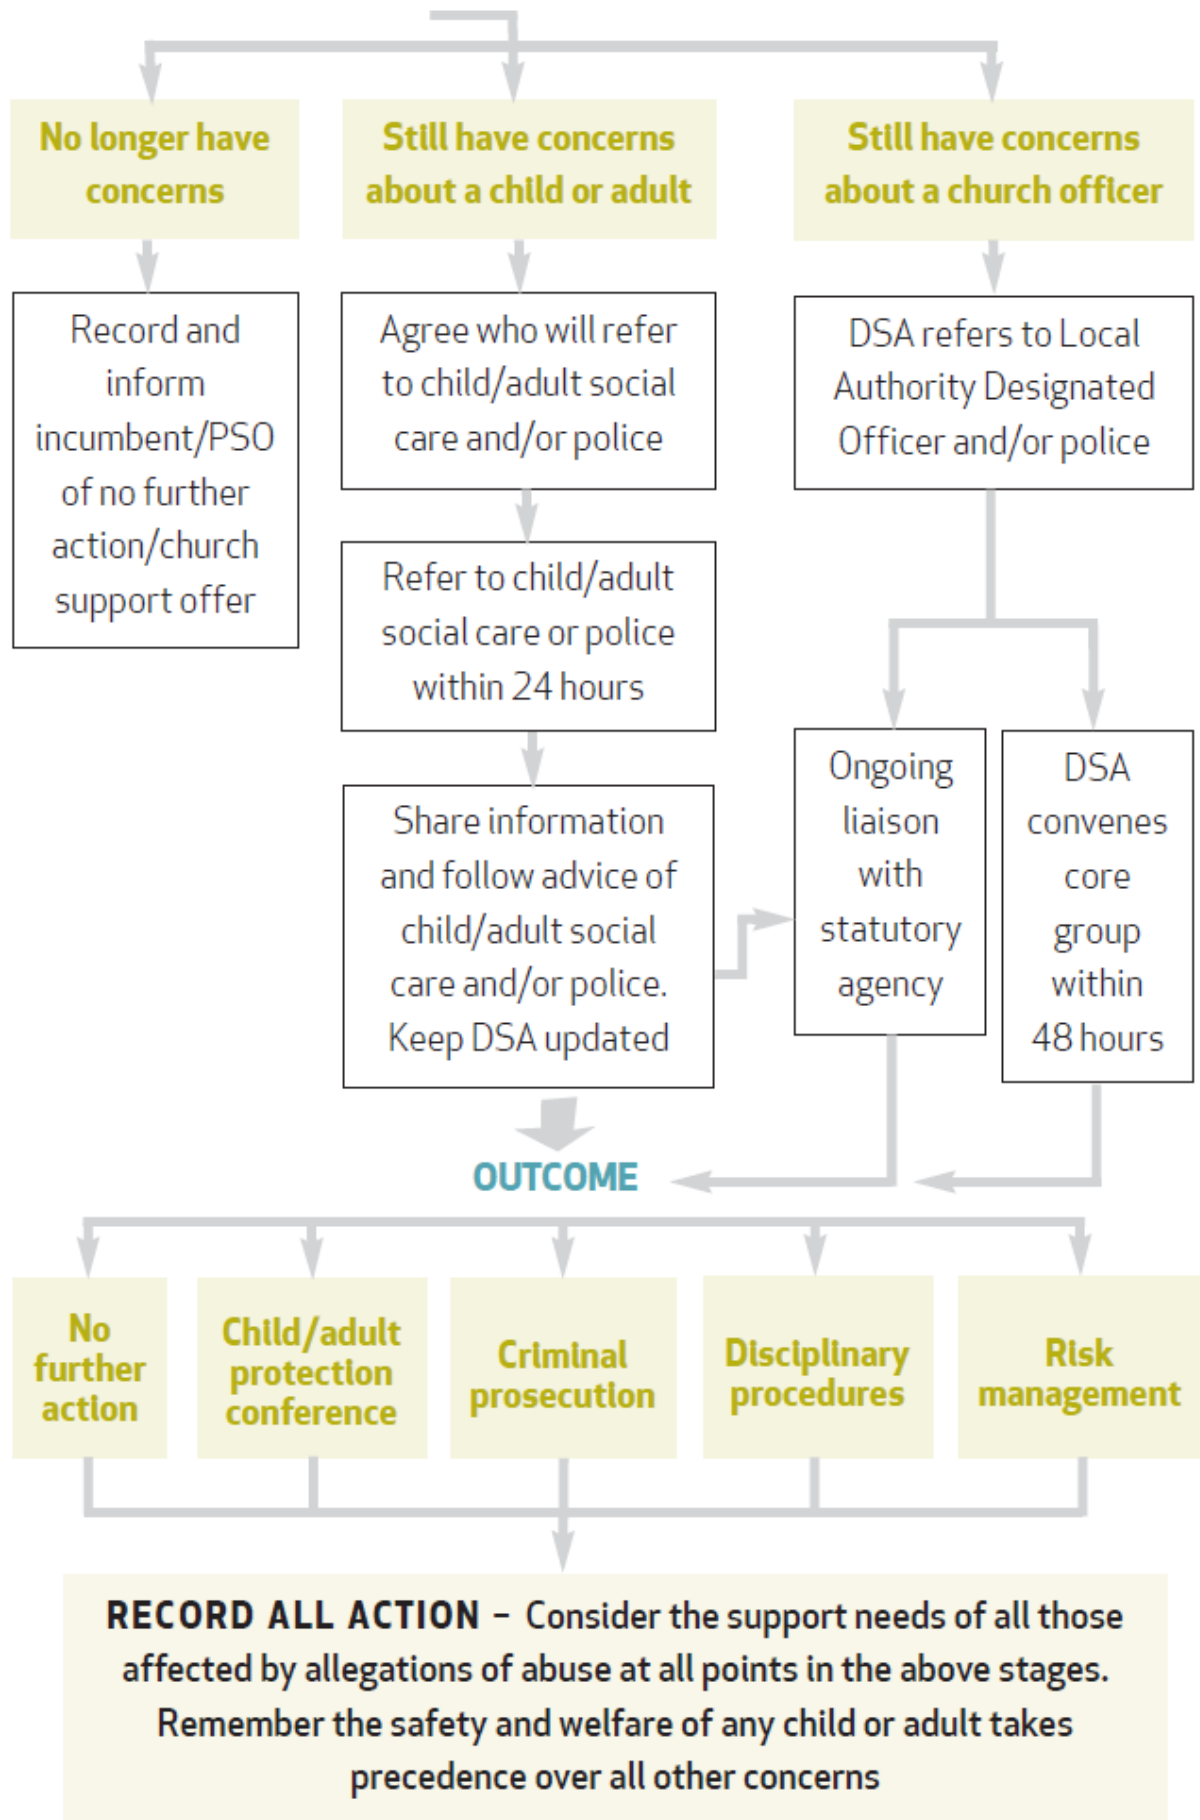 No longer have
concerns
Still have concerns
about a child or adult
Still have concerns
about a church officer
Record and
inform
incumbent/PSO
of no further
action/church
support offer
Agree who will refer
to child/adult social
care and/or police
DSA refers to Local
Authority Designated
Officer and/or police
Refer to child/adult
social care or police
within 24 hours
Share information
and follow advice of
child/adult social
care and/or police.
Keep DSA updated
Ongoing
liaison
with
statutory
agency
DSA
convenes
core
group
within
48 hours
OUTCOME
No
further
action
Child/adult
protection
conference
Criminal
prosecution
Disciplinary
procedures
Risk
management
RECORD ALL ACTION – Consider the support needs of all those
affected by allegations of abuse at all points in the above stages.
Remember the safety and welfare of any child or adult takes
precedence over all other concerns